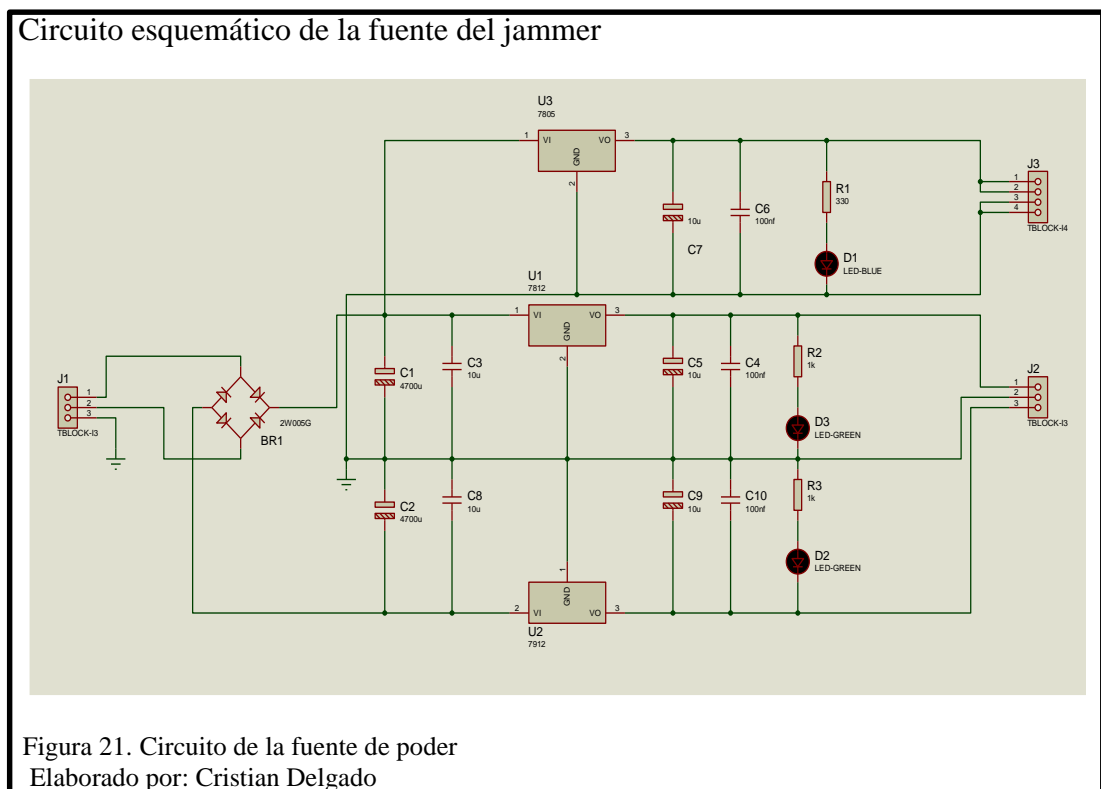 Circuito esquemático de la fuente del jammer
U3
7805
1 VI VO 3
GND
2
J3
1
2
3
4
TBLOCK-I4
R1
330
C6
100nf
10u
C7
D1
LED-BLUE
U1
7812
1 VI VO 3
GND
2
J1
1
2
3
TBLOCK-I3
2W005G
BR1
C1
4700u
C3
10u
C5
10u
C4
100nf
R2
1k
D3
LED-GREEN
J2
1
2
3
TBLOCK-I3
C2
4700u
C8
10u
C9
10u
C10
100nf
R3
1k
D2
LED-GREEN
1
GND
2 VI VO 3
U2
7912
Figura 21. Circuito de la fuente de poder
Elaborado por: Cristian Delgado